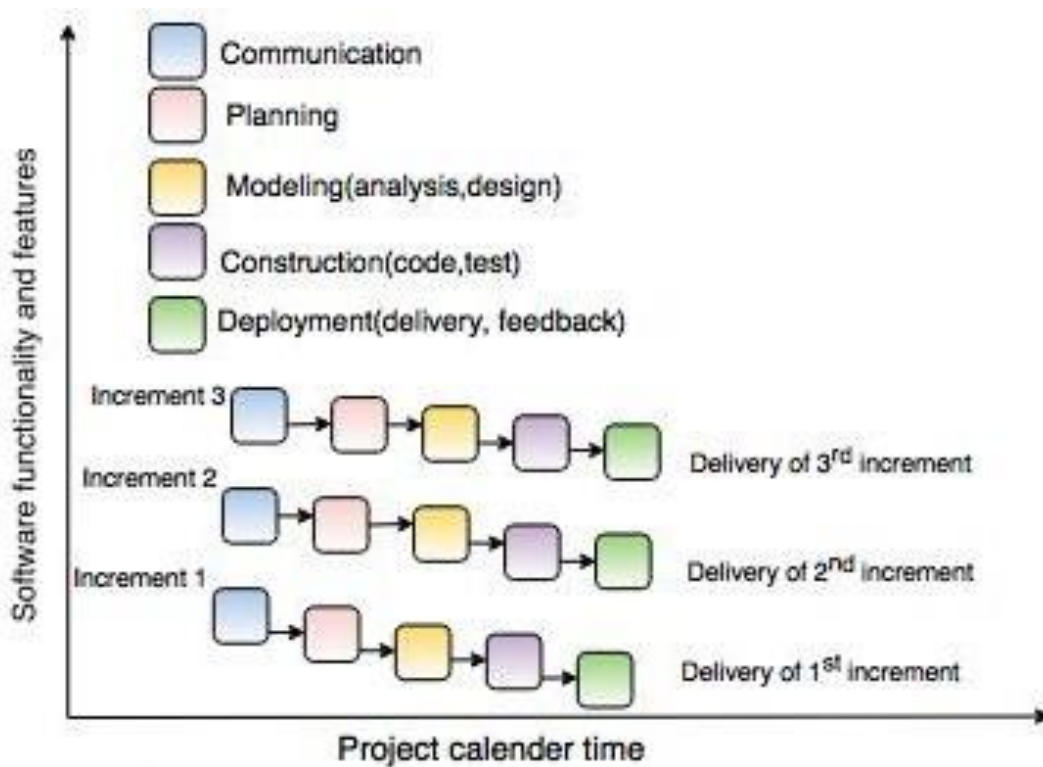 Communication
Planning
Modeling(analysis,design)
Construction(code,test)
Deployment(delivery, feedback)
Software functionality and features
Increment 3
Delivery of 3rd increment
Increment 2
Delivery of 2nd increment
Increment 1
Delivery of 1st increment
Project calender time